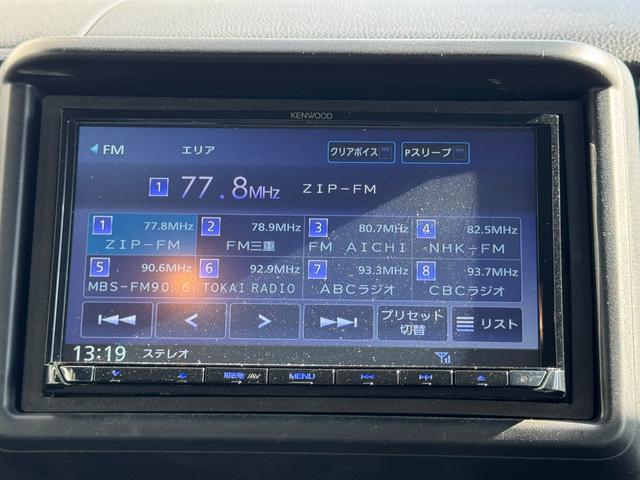 KENWOOD
FM エリア クリアボイス Pスリープ
1 77.8MHz ZIP-FM
1 77.8MHz 2 78.9MHz 3 80.7MHz 4 82.5MHz
ZIP-FM FM三重 FM AICHI NHK-FM
5 90.6MHz 6 92.9MHz 7 93.3MHz 8 93.7MHz
MBS-FM90.6 TOKAI RADIO ABCラジオ CBCラジオ
プリセット
切替 リスト
13:19 ステレオ
現在地/AV MENU